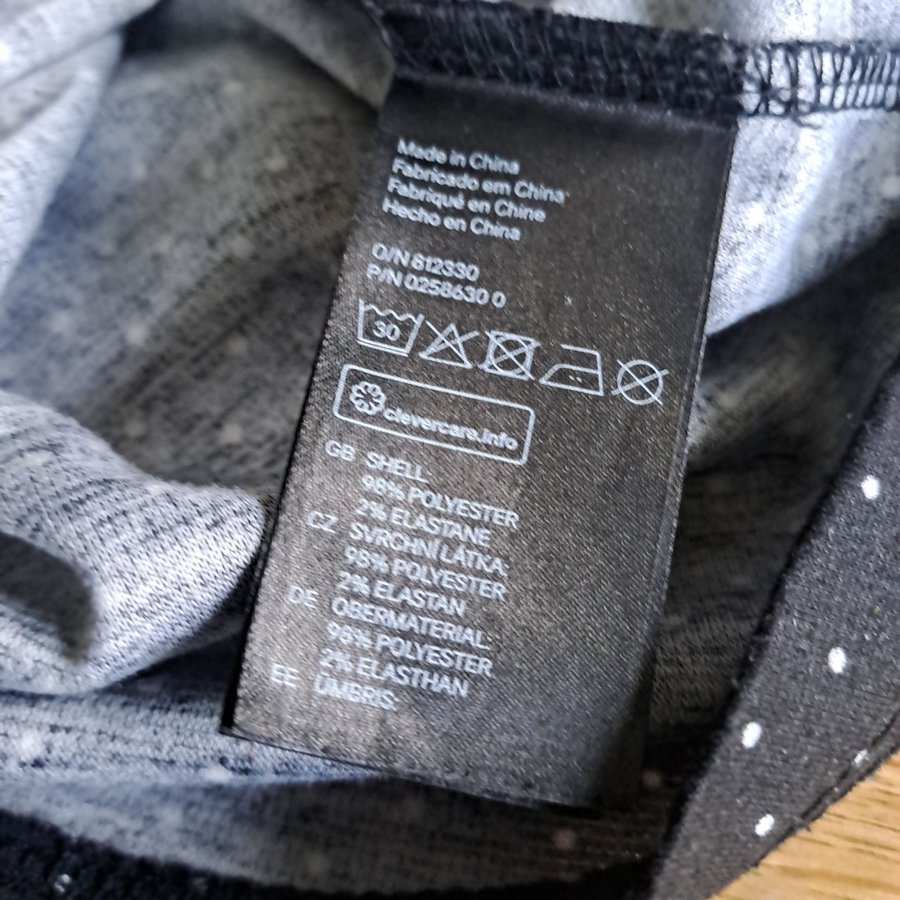 Made in China
Fabricado em China
Fabriqué en Chine
Hecho en China
O/N 612330
P/N 0258630 0
30
clevercare.info
GB SHELL:
98% POLYESTER
2% ELASTANE
CZ SVRCHNÍ LÁTKA:
98% POLYESTER
2% ELASTAN
DE OBERMATERIAL:
98% POLYESTER
2% ELASTHAN
EE ÜMBRIS: